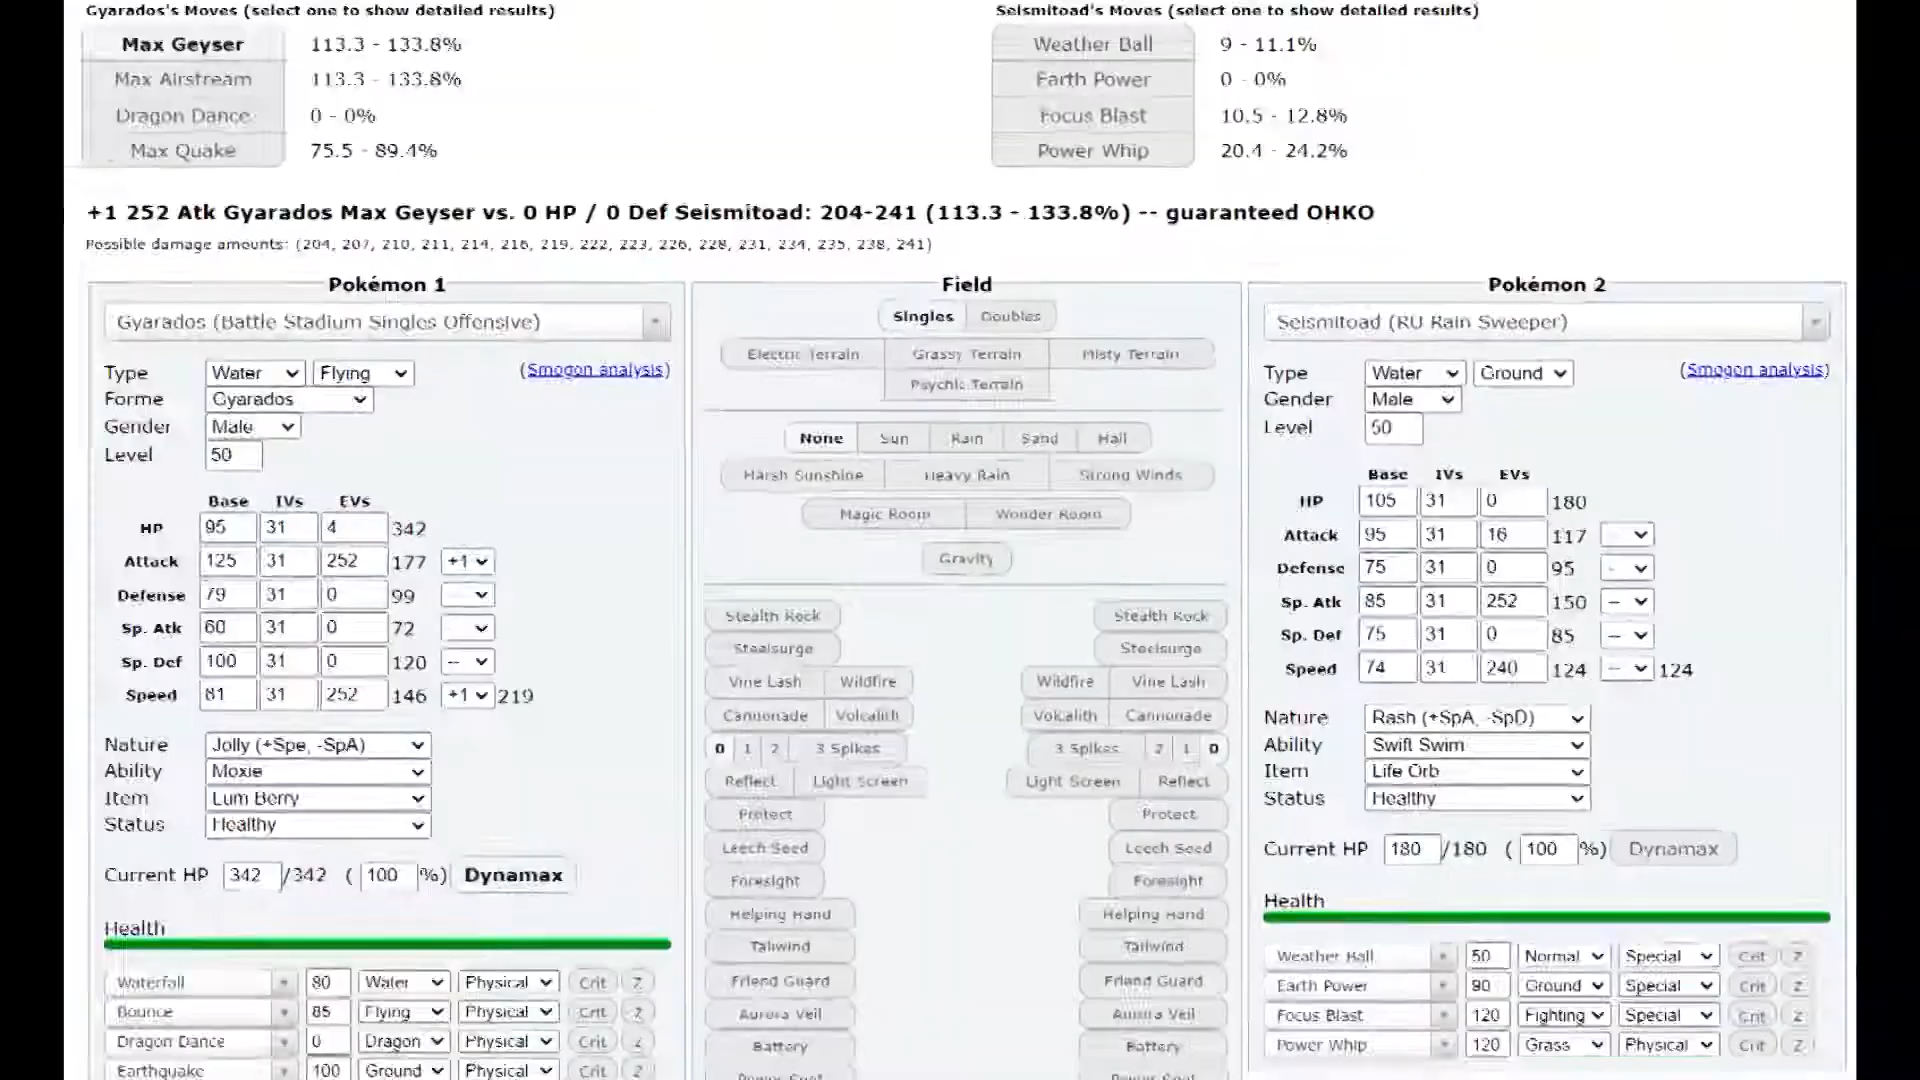 Gyarados's Moves (select one to show detailed results)
Max Geyser 113.3 - 133.8%
Max Airstream 113.3 - 133.8%
Dragon Dance 0 - 0%
Max Quake 75.5 - 89.4%
Seismitoad's Moves (select one to show detailed results)
Weather Ball 9 - 11.1%
Earth Power 0 - 0%
Focus Blast 10.5 - 12.8%
Power Whip 20.4 - 24.2%
+1 252 Atk Gyarados Max Geyser vs. 0 HP / 0 Def Seismitoad: 204-241 (113.3 - 133.8%) -- guaranteed OHKO
Possible damage amounts: (204, 207, 210, 211, 214, 216, 219, 222, 223, 226, 228, 231, 234, 235, 238, 241)
Pokémon 1
Gyarados (Battle Stadium Singles Offensive)
Type Water Flying (Smogon analysis)
Forme Gyarados
Gender Male
Level 50
Base IVs EVs
HP 95 31 4 342
Attack 125 31 252 177 +1
Defense 79 31 0 99
Sp. Atk 60 31 0 72
Sp. Def 100 31 0 120 --
Speed 81 31 252 146 +1 219
Nature Jolly (+Spe, -SpA)
Ability Moxie
Item Lum Berry
Status Healthy
Current HP 342 /342 ( 100 %) Dynamax
Health
Waterfall 80 Water Physical Crit Z
Bounce 85 Flying Physical Crit Z
Dragon Dance 0 Dragon Physical Crit Z
Earthquake 100 Ground Physical Crit Z
Field
Singles Doubles
Electric Terrain Grassy Terrain Misty Terrain
Psychic Terrain
None Sun Rain Sand Hail
Harsh Sunshine Heavy Rain Strong Winds
Magic Room Wonder Room
Gravity
Stealth Rock Stealth Rock
Steelsurge Steelsurge
Vine Lash Wildfire Wildfire Vine Lash
Cannonade Volcalith Volcalith Cannonade
0 1 2 3 Spikes 3 Spikes 2 1 0
Reflect Light Screen Light Screen Reflect
Protect Protect
Leech Seed Leech Seed
Foresight Foresight
Helping Hand Helping Hand
Tailwind Tailwind
Friend Guard Friend Guard
Aurora Veil Aurora Veil
Battery Battery
Pokémon 2
Seismitoad (RU Rain Sweeper)
Type Water Ground (Smogon analysis)
Gender Male
Level 50
Base IVs EVs
HP 105 31 0 180
Attack 95 31 16 117
Defense 75 31 0 95 -
Sp. Atk 85 31 252 150 --
Sp. Def 75 31 0 85 --
Speed 74 31 240 124 -- 124
Nature Rash (+SpA, -SpD)
Ability Swift Swim
Item Life Orb
Status Healthy
Current HP 180 /180 ( 100 %) Dynamax
Health
Weather Ball 50 Normal Special Crit Z
Earth Power 90 Ground Special Crit Z
Focus Blast 120 Fighting Special Crit Z
Power Whip 120 Grass Physical Crit Z